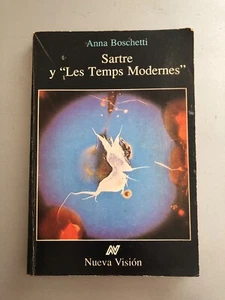 Anna Boschetti
Sartre
y “Les Temps Modernes”
Nueva Visión